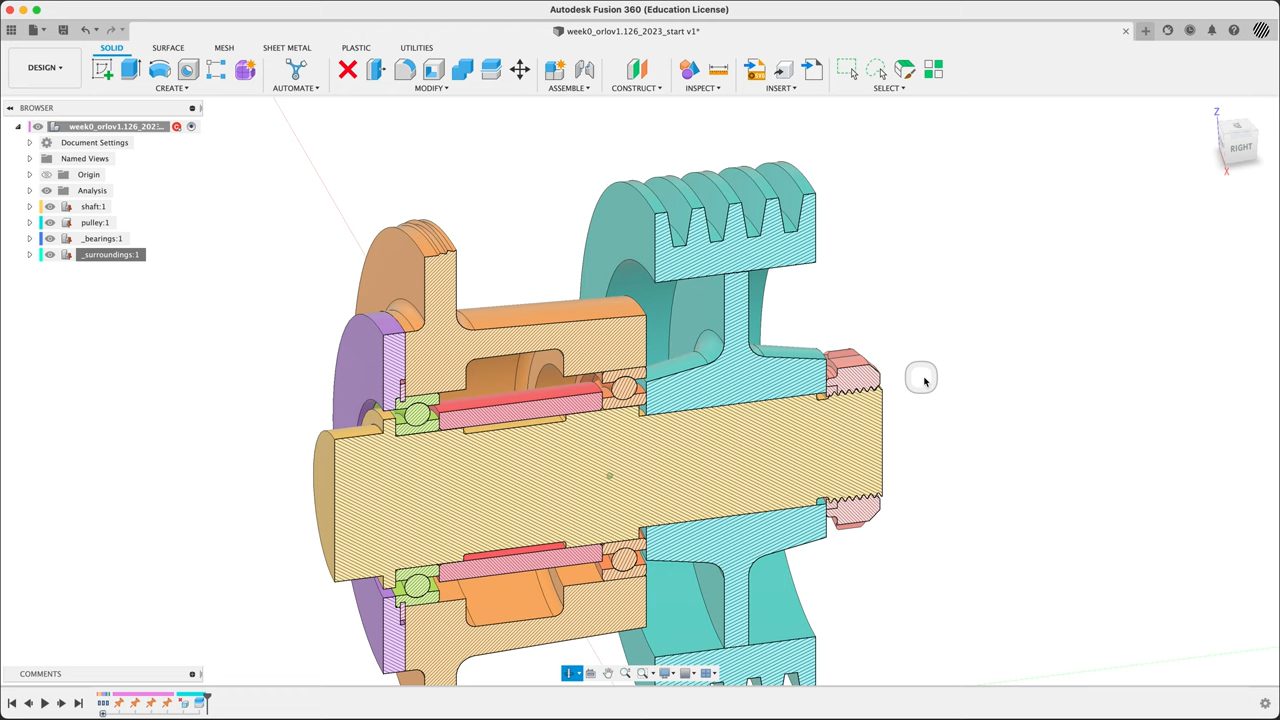 Autodesk Fusion 360 (Education License)
week0_orlov1.126_2023_start v1*
DESIGN
SOLID SURFACE MESH SHEET METAL PLASTIC UTILITIES
CREATE AUTOMATE MODIFY ASSEMBLE CONSTRUCT INSPECT INSERT SELECT
BROWSER
week0_orlov1.126_202...
Document Settings
Named Views
Origin
Analysis
shaft:1
pulley:1
_bearings:1
_surroundings:1
Z
RIGHT
X
COMMENTS